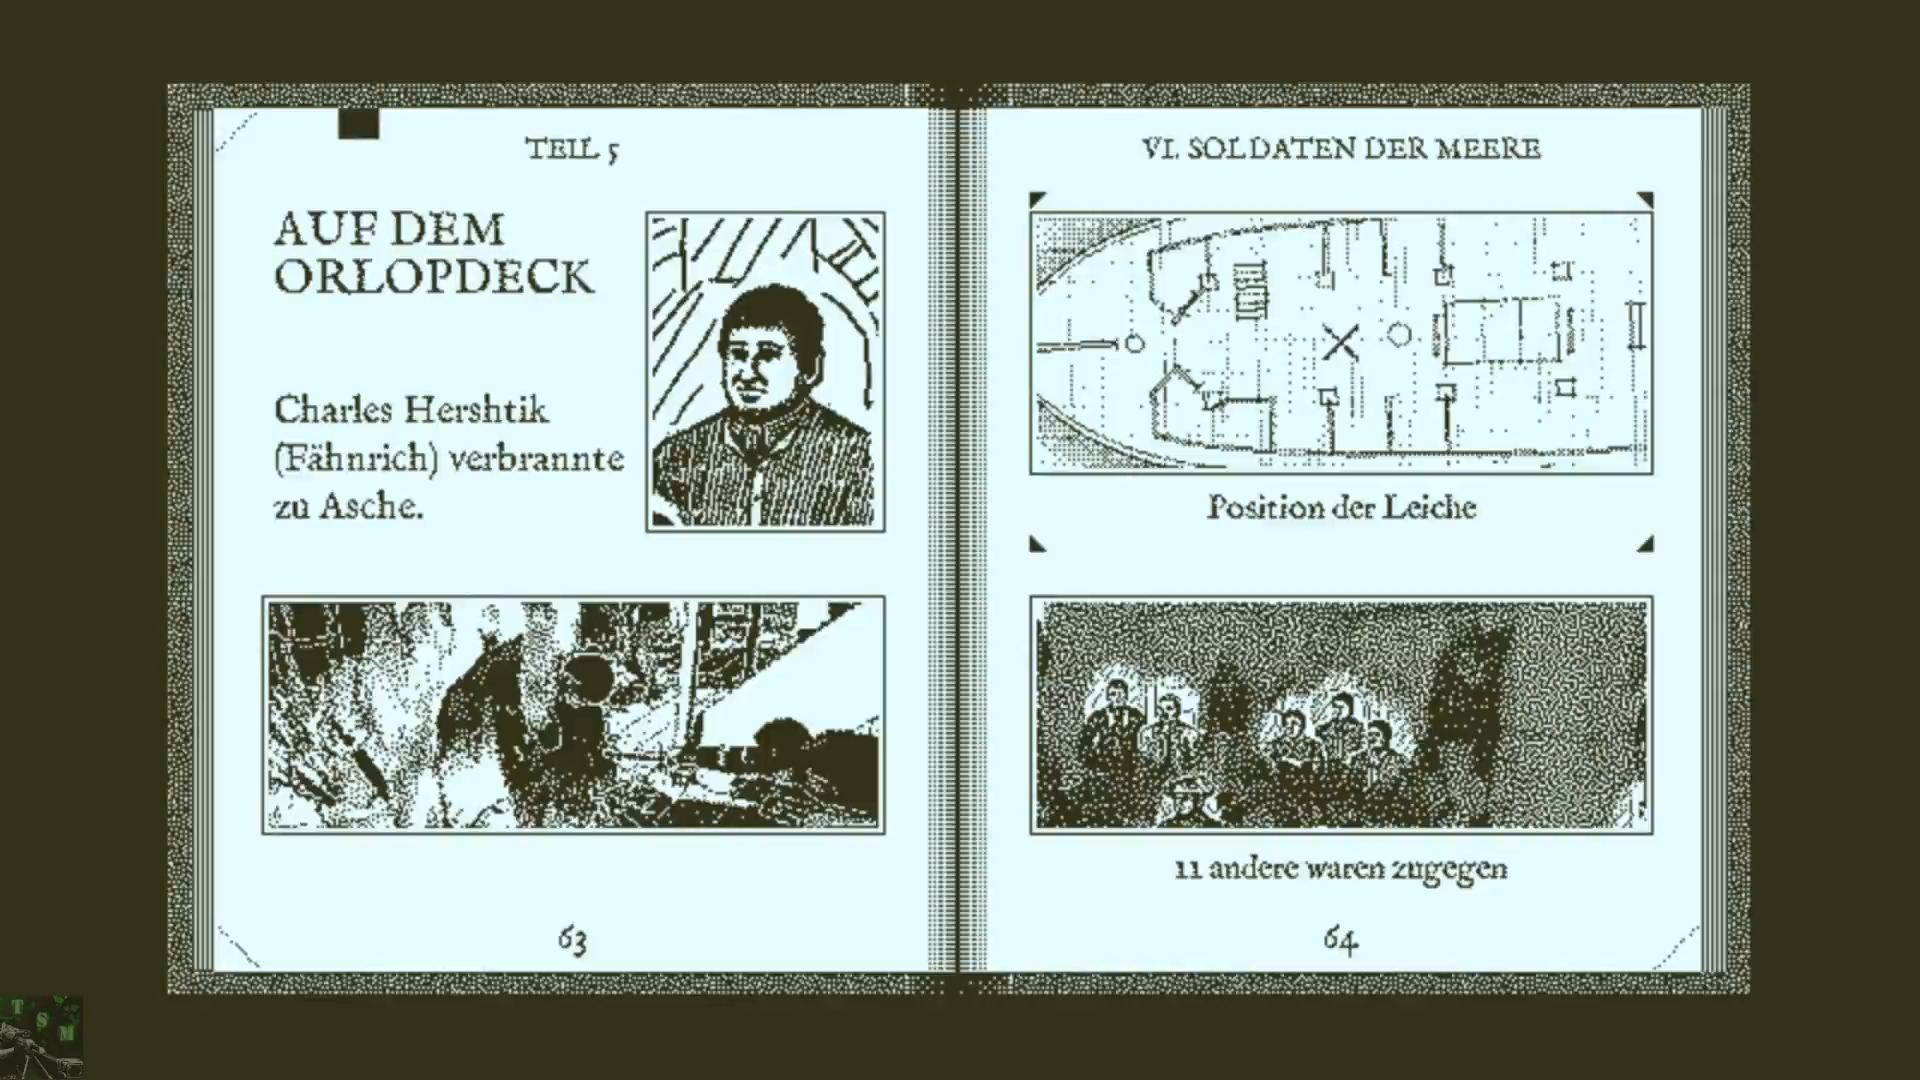 TEIL 5
AUF DEM
ORLOPDECK
Charles Hershtik
(Fähnrich) verbrannte
zu Asche.
63
VI. SOLDATEN DER MEERE
Position der Leiche
11 andere waren zugegen
64
T
S
M